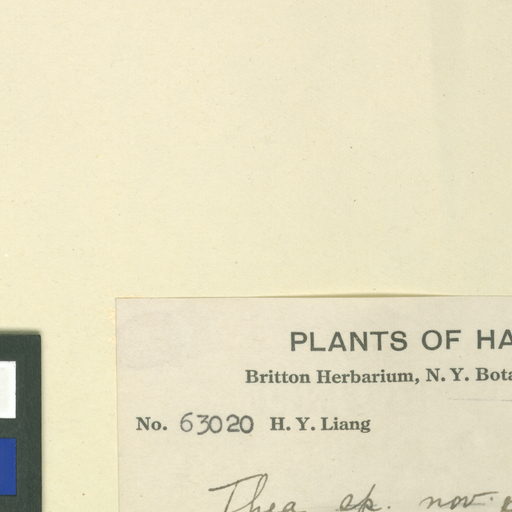 PLANTS OF HA
Britton Herbarium, N. Y. Bota
No. 63020 H. Y. Liang
Thea sp. nov.